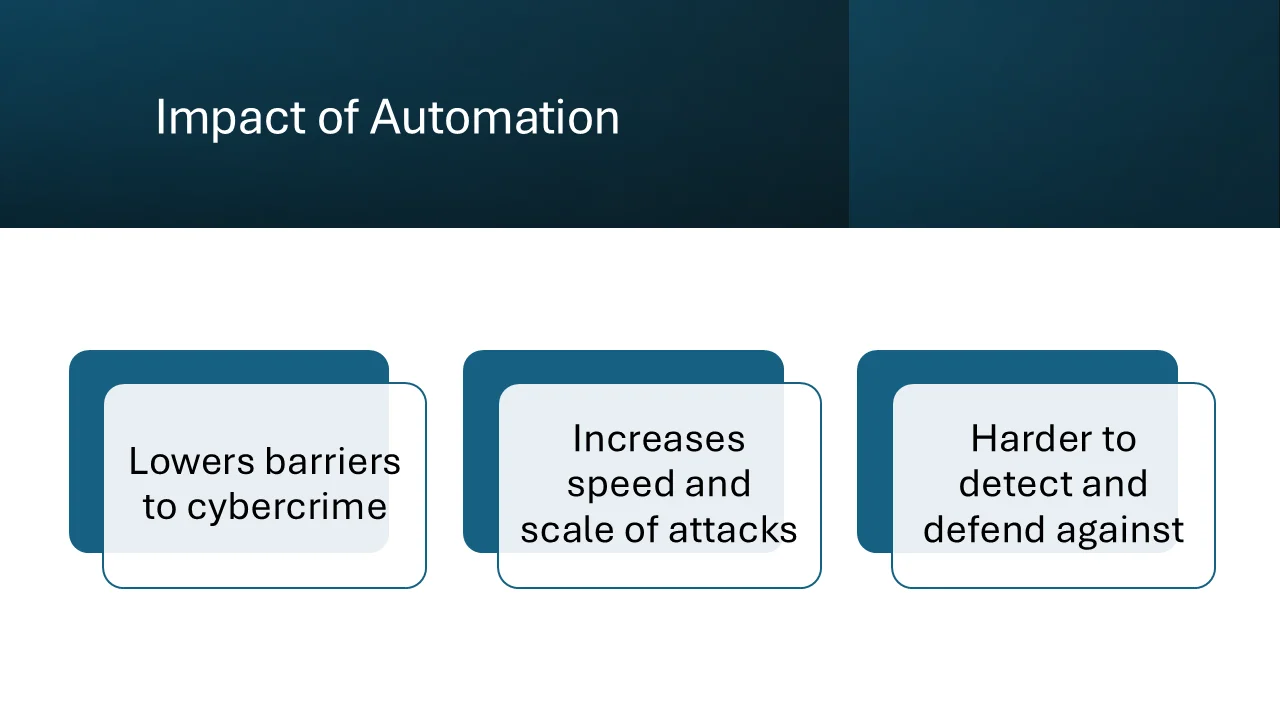 Impact of Automation
Lowers barriers
to cybercrime
Increases
speed and
scale of attacks
Harder to
detect and
defend against